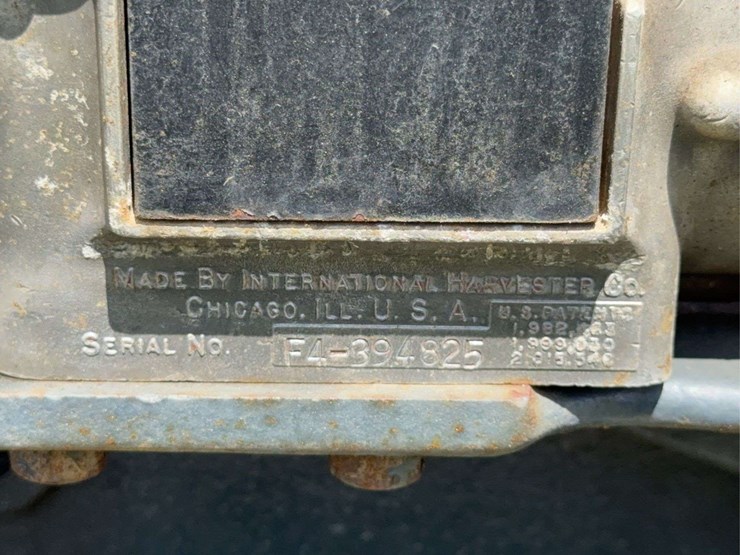 MADE BY INTERNATIONAL HARVESTER CO.
CHICAGO, ILL. U. S. A.
U.S. PATENTS
SERIAL NO. F4-394825